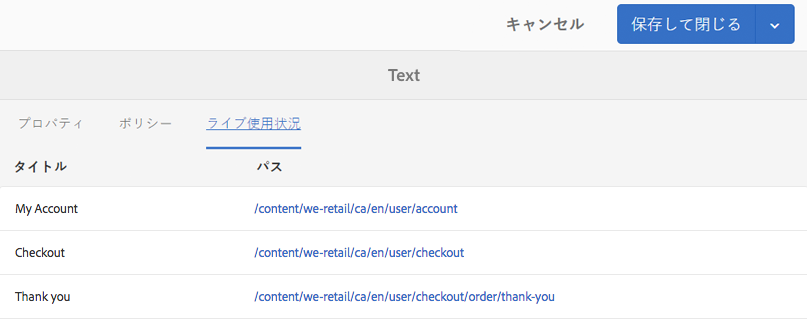 キャンセル 保存して閉じる
Text
プロパティ ポリシー ライブ使用状況
タイトル パス
My Account /content/we-retail/ca/en/user/account
Checkout /content/we-retail/ca/en/user/checkout
Thank you /content/we-retail/ca/en/user/checkout/order/thank-you